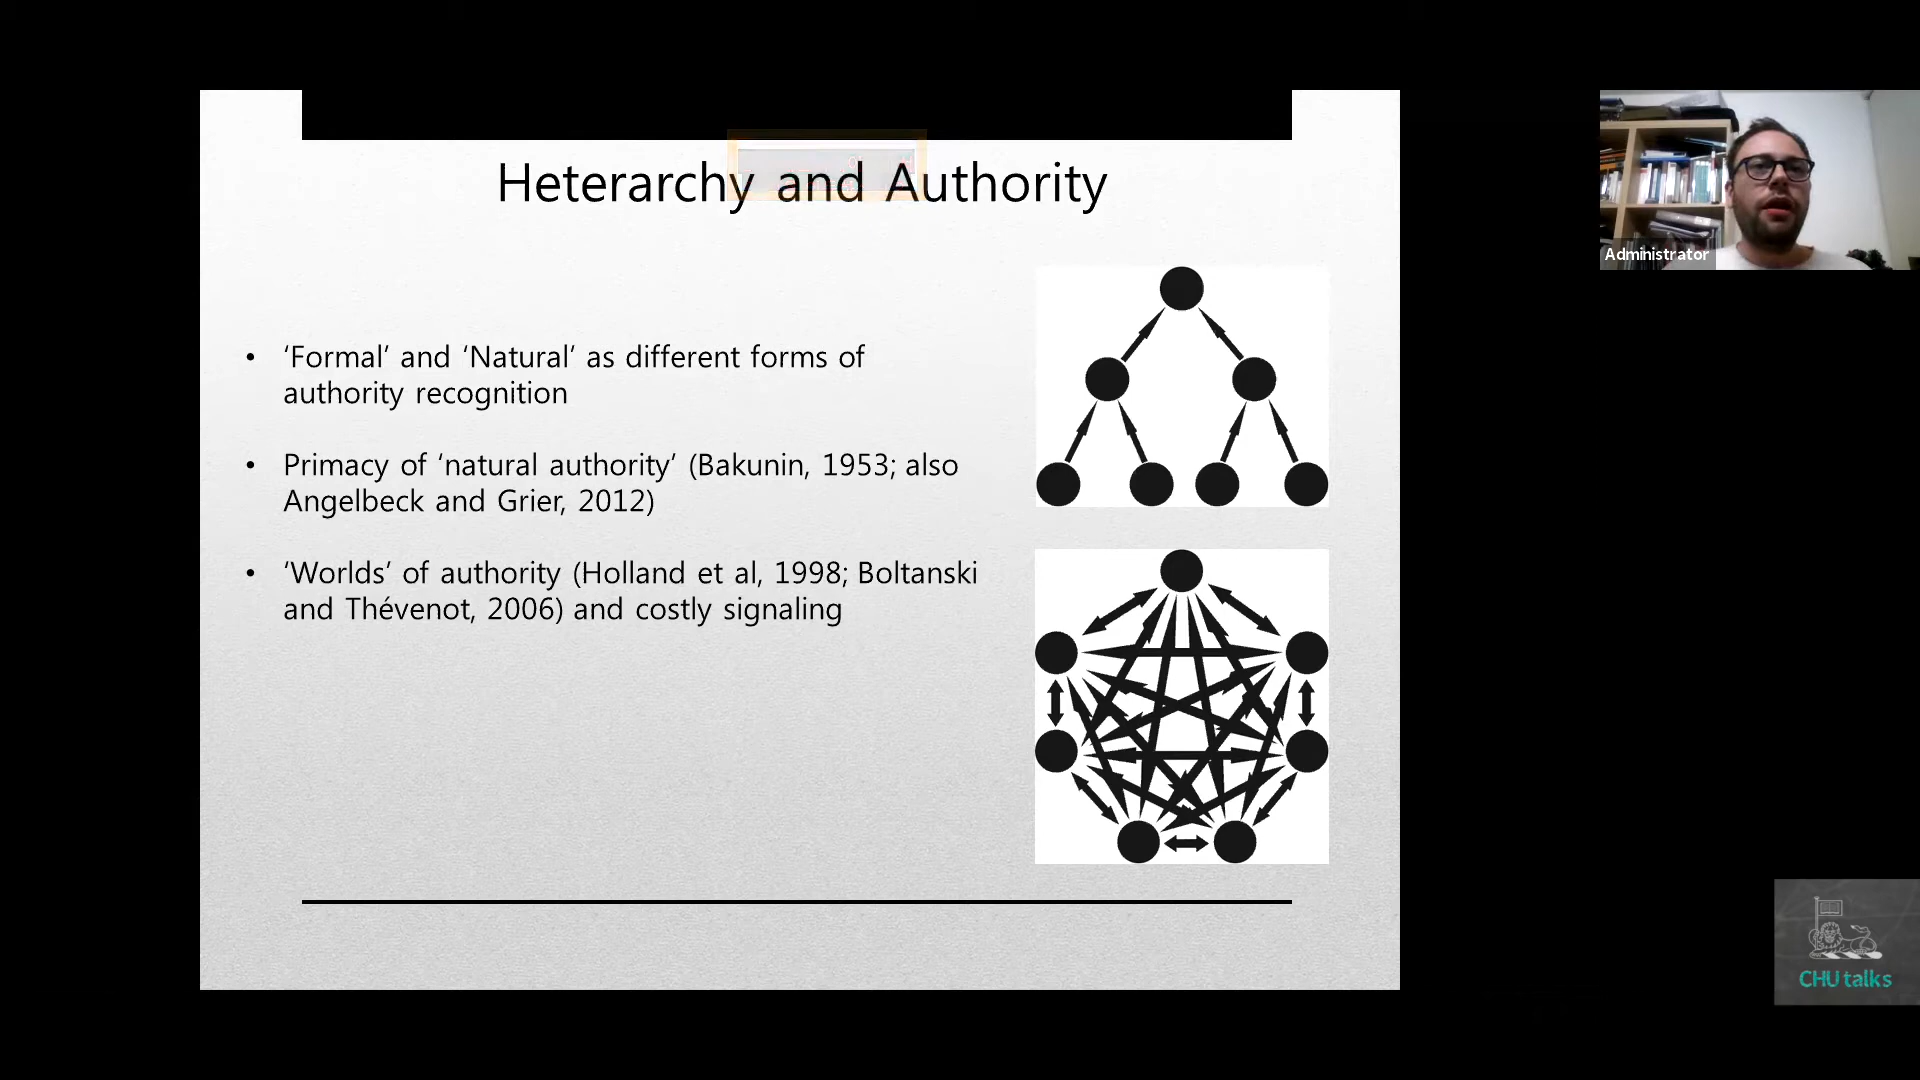 Heterarchy and Authority
• ‘Formal’ and ‘Natural’ as different forms of
authority recognition
• Primacy of ‘natural authority’ (Bakunin, 1953; also
Angelbeck and Grier, 2012)
• ‘Worlds’ of authority (Holland et al, 1998; Boltanski
and Thévenot, 2006) and costly signaling
Administrator
CHU talks